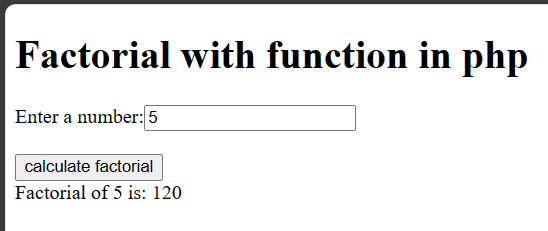 Factorial with function in php
Enter a number:5
calculate factorial
Factorial of 5 is: 120